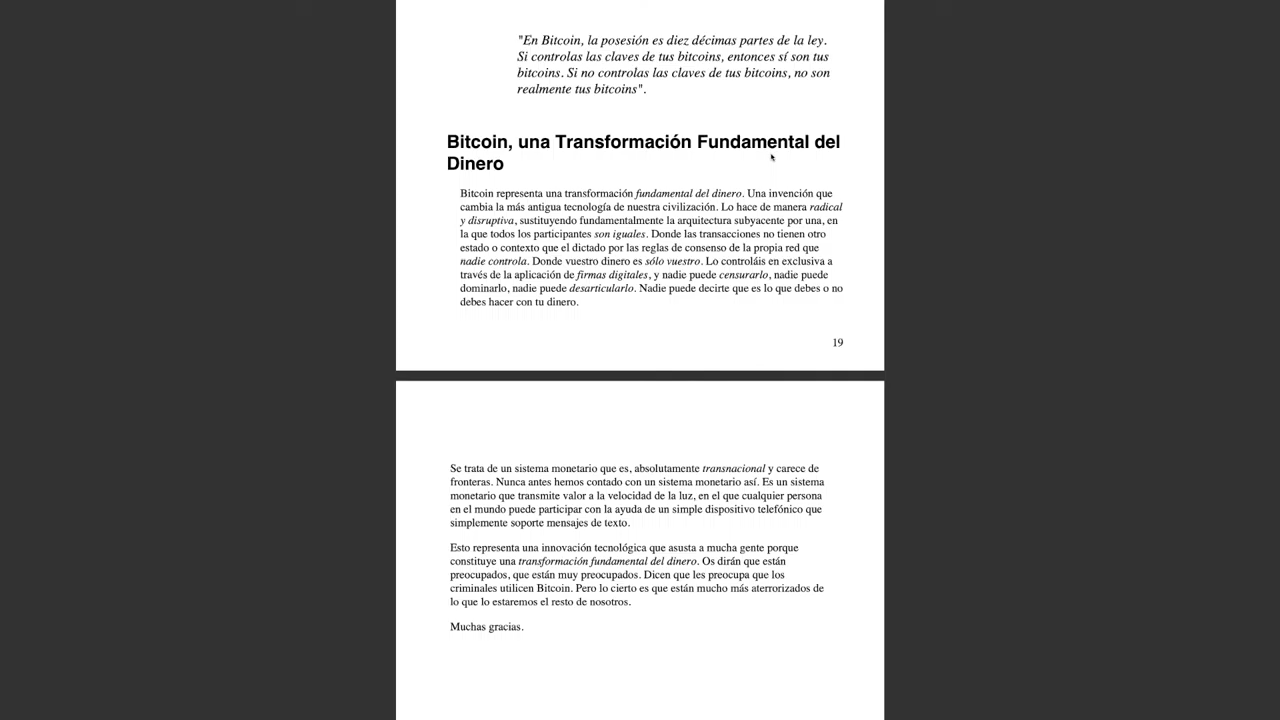 "En Bitcoin, la posesión es diez décimas partes de la ley.
Si controlas las claves de tus bitcoins, entonces sí son tus
bitcoins. Si no controlas las claves de tus bitcoins, no son
realmente tus bitcoins".
Bitcoin, una Transformación Fundamental del
Dinero
Bitcoin representa una transformación fundamental del dinero. Una invención que
cambia la más antigua tecnología de nuestra civilización. Lo hace de manera radical
y disruptiva, sustituyendo fundamentalmente la arquitectura subyacente por una, en
la que todos los participantes son iguales. Donde las transacciones no tienen otro
estado o contexto que el dictado por las reglas de consenso de la propia red que
nadie controla. Donde vuestro dinero es sólo vuestro. Lo controláis en exclusiva a
través de la aplicación de firmas digitales, y nadie puede censurarlo, nadie puede
dominarlo, nadie puede desarticularlo. Nadie puede decirte que es lo que debes o no
debes hacer con tu dinero.
19
Se trata de un sistema monetario que es, absolutamente transnacional y carece de
fronteras. Nunca antes hemos contado con un sistema monetario así. Es un sistema
monetario que transmite valor a la velocidad de la luz, en el que cualquier persona
en el mundo puede participar con la ayuda de un simple dispositivo telefónico que
simplemente soporte mensajes de texto.
Esto representa una innovación tecnológica que asusta a mucha gente porque
constituye una transformación fundamental del dinero. Os dirán que están
preocupados, que están muy preocupados. Dicen que les preocupa que los
criminales utilicen Bitcoin. Pero lo cierto es que están mucho más aterrorizados de
lo que lo estaremos el resto de nosotros.
Muchas gracias.